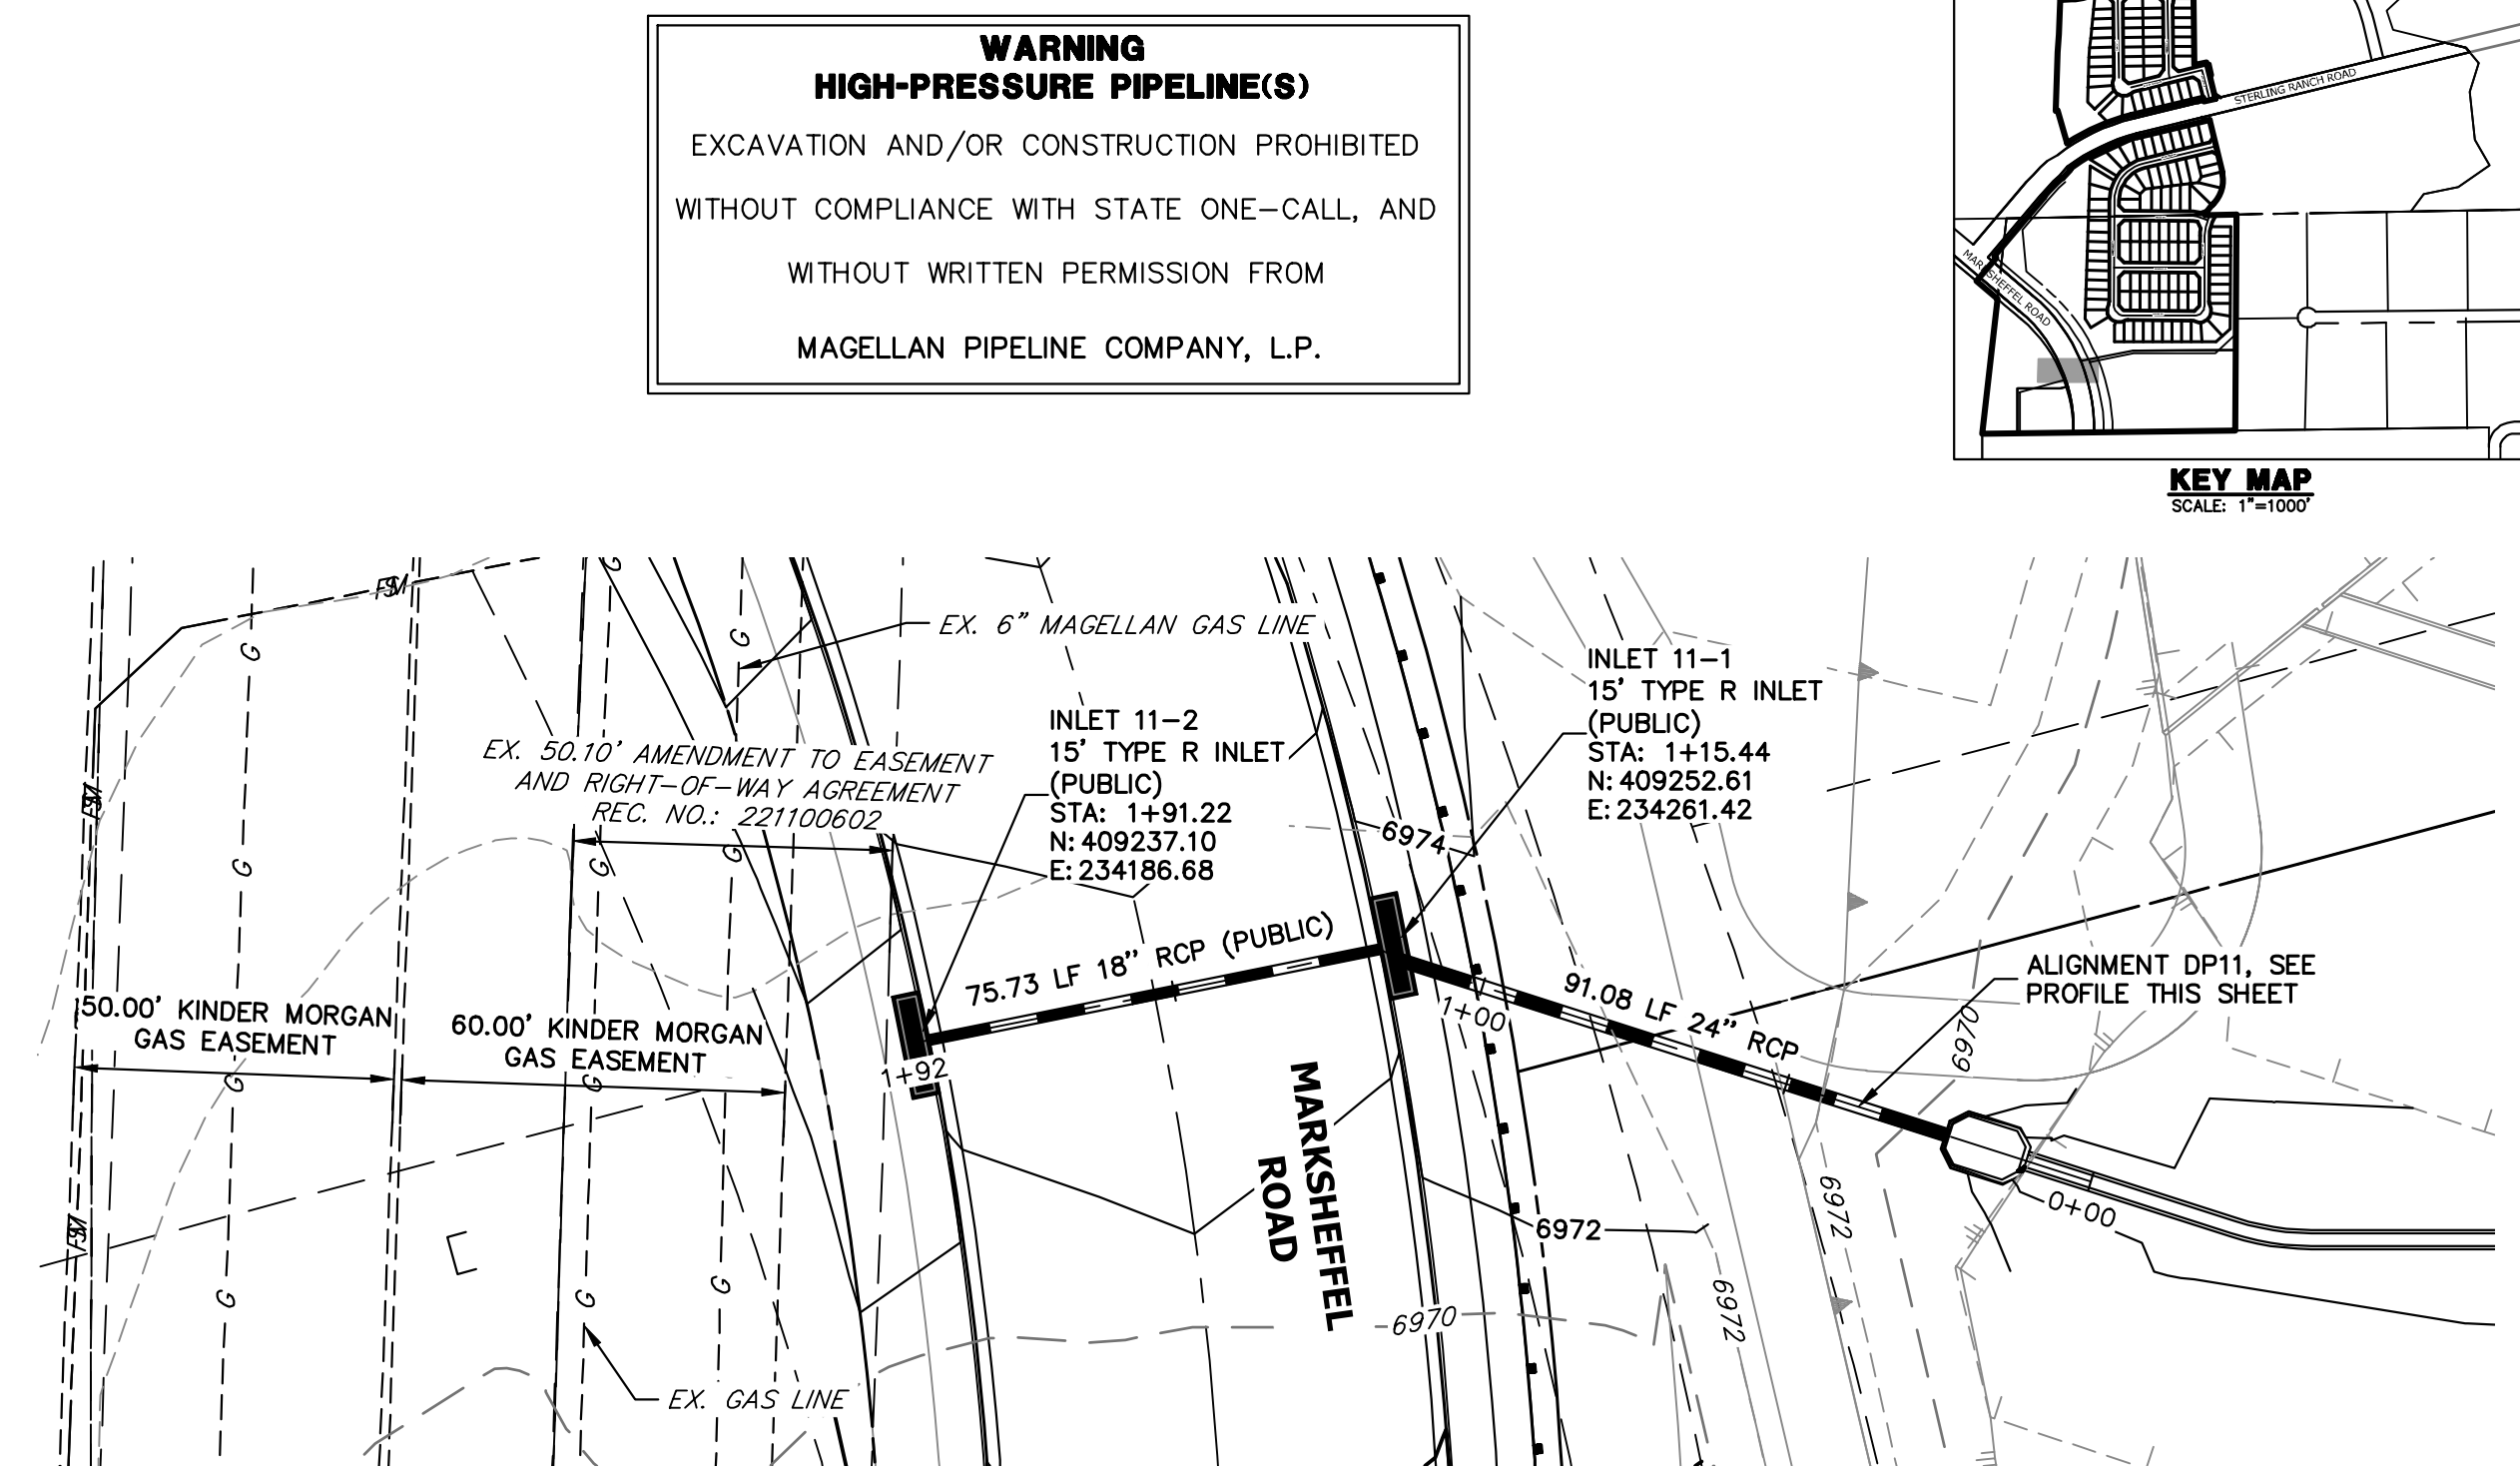 WARNING
HIGH-PRESSURE PIPELINE(S)
EXCAVATION AND/OR CONSTRUCTION PROHIBITED
WITHOUT COMPLIANCE WITH STATE ONE-CALL, AND
WITHOUT WRITTEN PERMISSION FROM
MAGELLAN PIPELINE COMPANY, L.P.
STERLING RANCH ROAD
MARKSHEFFEL ROAD
KEY MAP
SCALE: 1"=1000'
FSM
G
G
G
EX. 6" MAGELLAN GAS LINE
INLET 11-1
15' TYPE R INLET
(PUBLIC)
STA: 1+15.44
N: 409252.61
E: 234261.42
INLET 11-2
15' TYPE R INLET
(PUBLIC)
STA: 1+91.22
N: 409237.10
E: 234186.68
EX. 50.10' AMENDMENT TO EASEMENT
AND RIGHT-OF-WAY AGREEMENT
REC. NO.: 221100602
FSM
G
G
G
6974
75.73 LF 18" RCP (PUBLIC)
91.08 LF 24" RCP
ALIGNMENT DP11, SEE
PROFILE THIS SHEET
50.00' KINDER MORGAN
GAS EASEMENT
60.00' KINDER MORGAN
GAS EASEMENT
1+00
6970
1+92
G
G
MARKSHEFFEL
ROAD
0+00
6972
6972
FSM
G
G
G
6972
6970
EX. GAS LINE